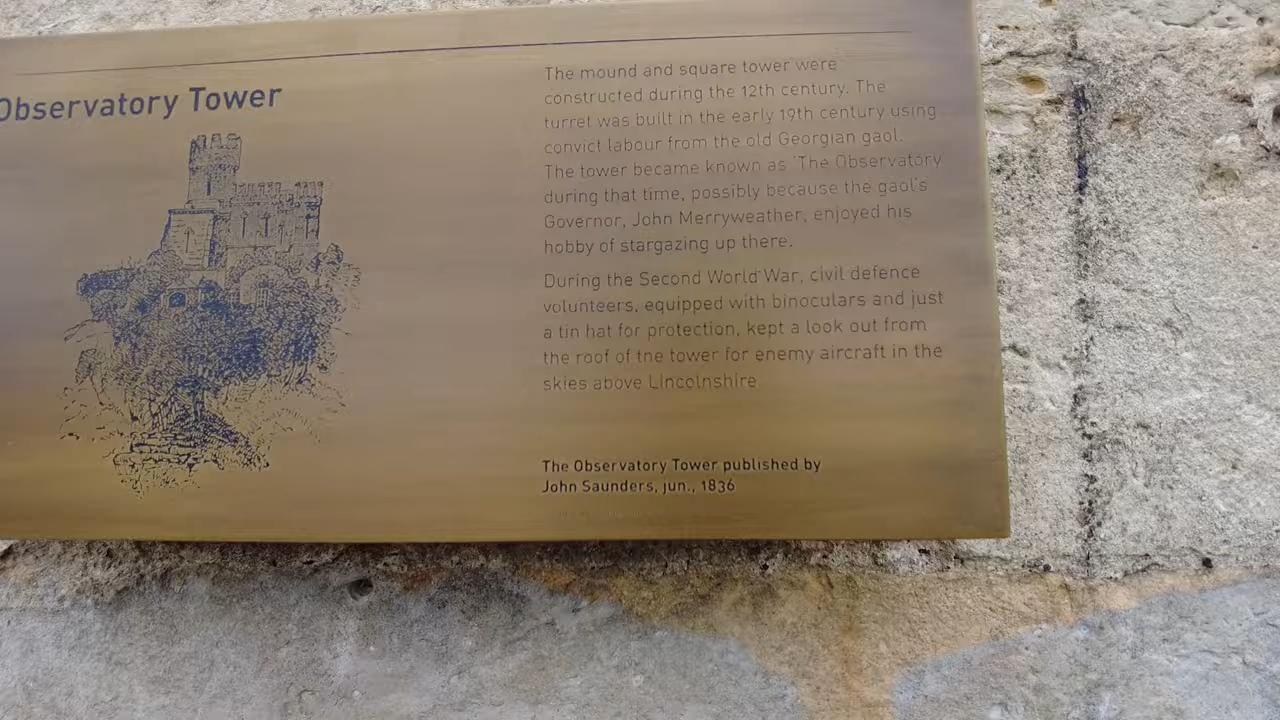 Observatory Tower
The mound and square tower were
constructed during the 12th century. The
turret was built in the early 19th century using
convict labour from the old Georgian gaol.
The tower became known as 'The Observatory
during that time, possibly because the gaol's
Governor, John Merryweather, enjoyed his
hobby of stargazing up there.
During the Second World War, civil defence
volunteers, equipped with binoculars and just
a tin hat for protection, kept a look out from
the roof of the tower for enemy aircraft in the
skies above Lincolnshire
The Observatory Tower published by
John Saunders, jun., 1836